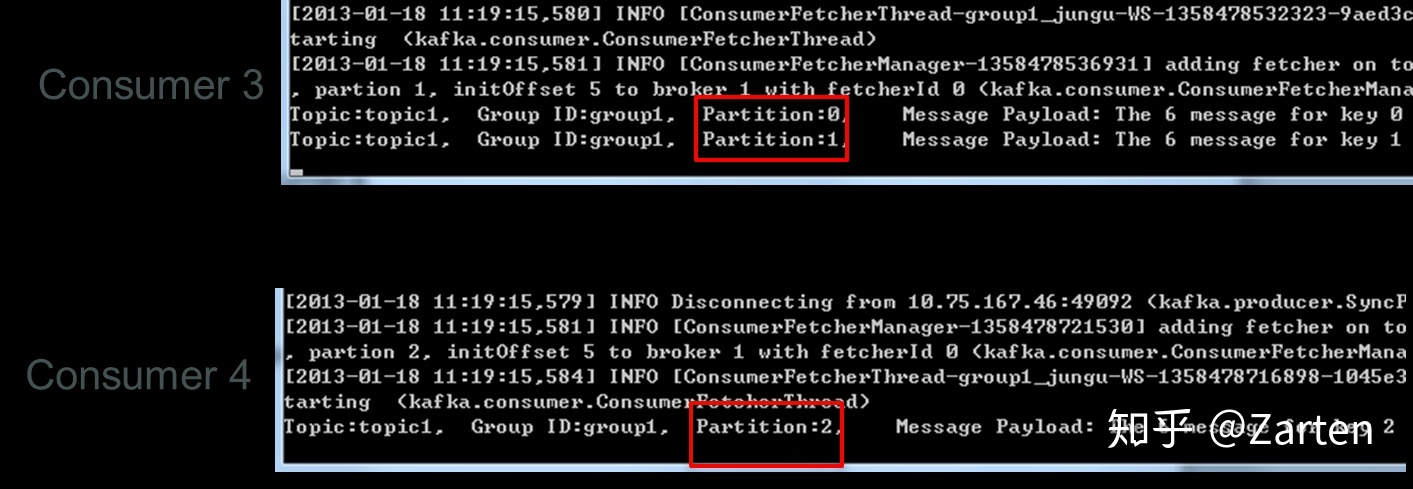 [2013-01-18 11:19:15,580] INFO [ConsumerFetcherThread-group1_jungu-WS-1358478532323-9aed3c
tarting (kafka.consumer.ConsumerFetcherThread)
Consumer 3
[2013-01-18 11:19:15,581] INFO [ConsumerFetcherManager-1358478536931] adding fetcher on to
, partion 1, initOffset 5 to broker 1 with fetcherId 0 (kafka.consumer.ConsumerFetcherMana
Topic:topic1, Group ID:group1, Partition:0, Message Payload: The 6 message for key 0
Topic:topic1, Group ID:group1, Partition:1, Message Payload: The 6 message for key 1
[2013-01-18 11:19:15,579] INFO Disconnecting from 10.75.167.46:49092 (kafka.producer.SyncP
[2013-01-18 11:19:15,581] INFO [ConsumerFetcherManager-1358478721530] adding fetcher on to
, partion 2, initOffset 5 to broker 1 with fetcherId 0 (kafka.consumer.ConsumerFetcherMana
Consumer 4
[2013-01-18 11:19:15,584] INFO [ConsumerFetcherThread-group1_jungu-WS-1358478716898-1045e3
tarting (kafka.consumer.ConsumerFetcherThread)
Topic:topic1, Group ID:group1, Partition:2, Message Payload: The 6 message for key 2
知乎 @Zarten